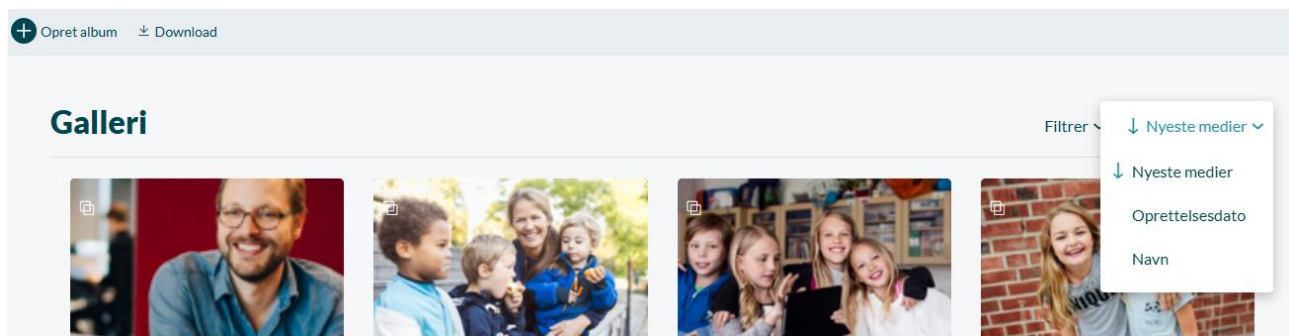 Opret album Download
Galleri
Filtrer Nyeste medier
Nyeste medier
Oprettelsesdato
Navn